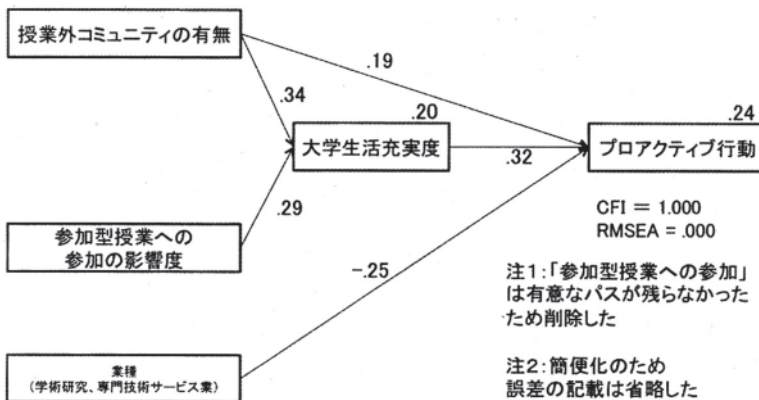 授業外コミュニティの有無
.19
.34
.20
.24
大学生活充実度
.32
プロアクティブ行動
.29
参加型授業への
参加の影響度
-.25
CFI = 1.000
RMSEA = .000
注1:「参加型授業への参加」
は有意なパスが残らなかった
ため削除した
業種
(学術研究、専門技術サービス業)
注2:簡便化のため
誤差の記載は省略した